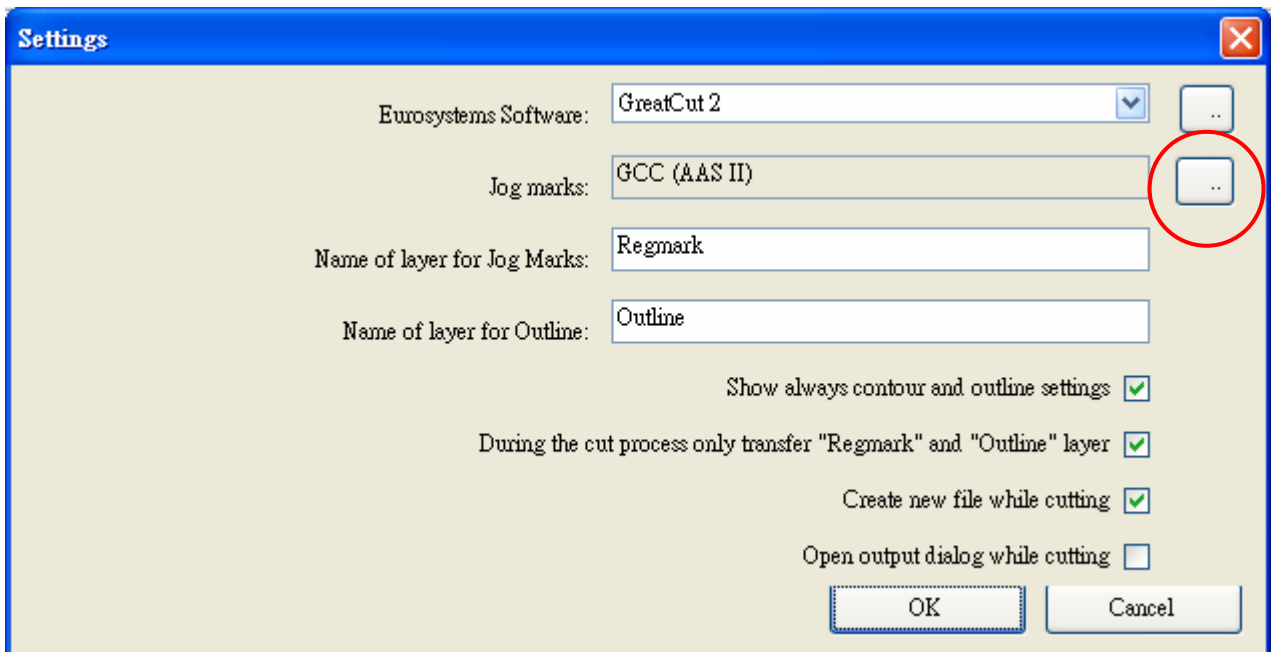 Settings
Eurosystems Software: GreatCut 2 ..
Jog marks: GCC (AAS II) ..
Name of layer for Jog Marks: Regmark
Name of layer for Outline: Outline
Show always contour and outline settings
During the cut process only transfer "Regmark" and "Outline" layer
Create new file while cutting
Open output dialog while cutting
OK Cancel